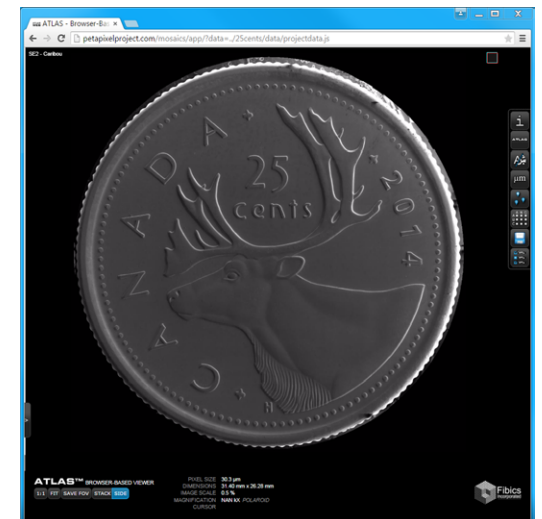 ATLAS - Browser-Bas
petapixelproject.com/mosaics/app/?data=../25cents/data/projectdata.js
SE2 - Caribou
CANADA
25
cents
2014
H
i
ATLAS
µm
ATLAS™ BROWSER-BASED VIEWER
1:1 FIT SAVE FOV STACK SIDE
PIXEL SIZE 30.3 µm
DIMENSIONS 31.40 mm x 26.28 mm
IMAGE SCALE 0.5 %
MAGNIFICATION NAN kX POLAROID
CURSOR
Fibics
Incorporated